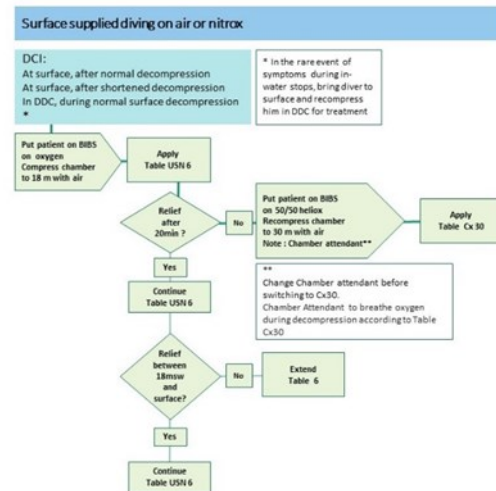 Surface supplied diving on air or nitrox
DCI:
At surface, after normal decompression
At surface, after shortened decompression
In DDC, during normal surface decompression
*
* In the rare event of
symptoms during in-
water stops, bring diver to
surface and recompress
him in DDC for treatment
Put patient on BIBS
on oxygen
Compress chamber
to 18 m with air
Apply
Table USN 6
Relief
after
20min ?
No
Put patient on BIBS
on 50/50 heliox
Recompress chamber
to 30 m with air
Note : Chamber attendant**
Apply
Table Cx 30
Yes
**
Change Chamber attendant before
switching to Cx30.
Chamber Attendant to breathe oxygen
during decompression according to Table
Cx30
Continue
Table USN 6
Relief
between
18msw
and
surface?
No
Extend
Table 6
Yes
Continue
Table USN 6